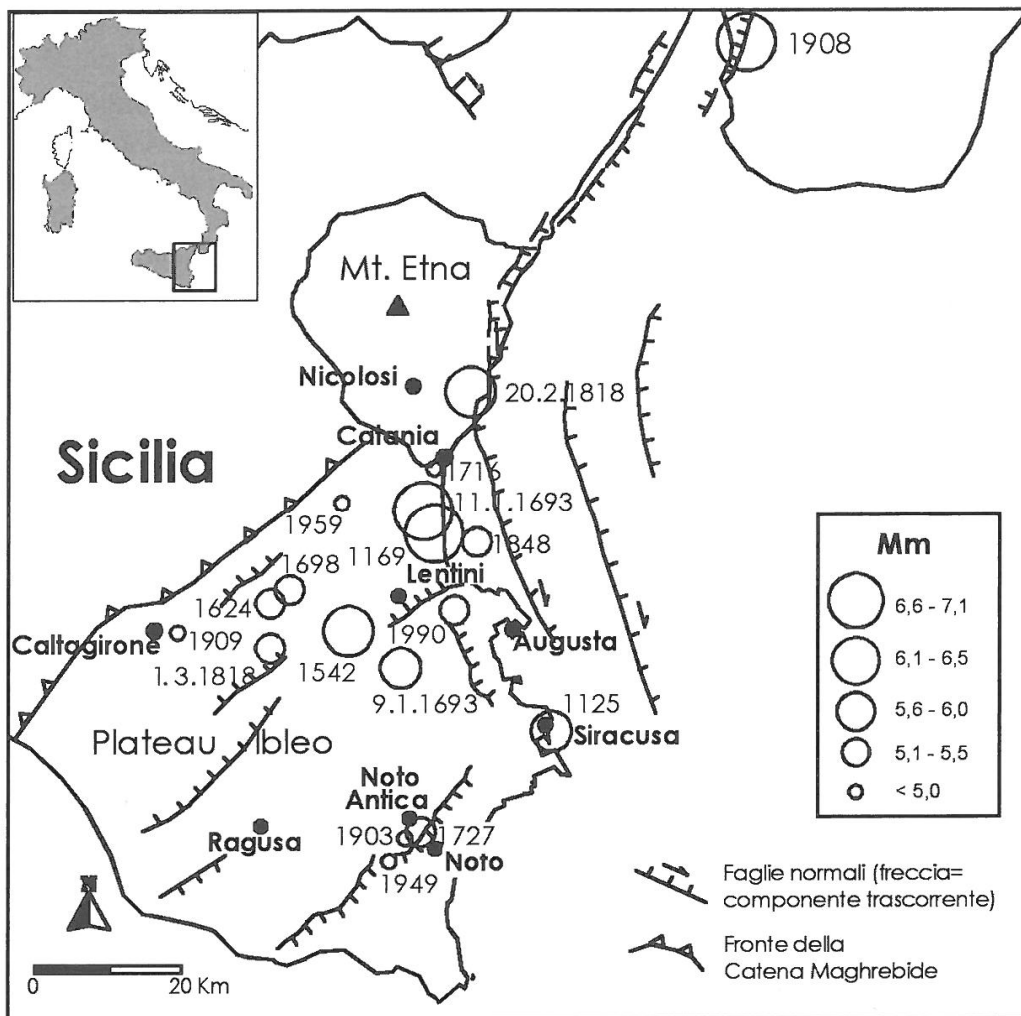 1908
Mt. Etna
Nicolosi
20.2.1818
Catania
1716
Sicilia
11.1.1693
1959
1169
1848
1698
Lentini
1624
1990
Caltagirone
1909
Augusta
1.3.1818
1542
9.1.1693
1125
Siracusa
Plateau Ibleo
Noto
Antica
Ragusa
1903
1727
Noto
1949
Mm
6,6 - 7,1
6,1 - 6,5
5,6 - 6,0
5,1 - 5,5
< 5,0
N
0
20 Km
Faglie normali (freccia=
componente trascorrente)
Fronte della
Catena Maghrebide